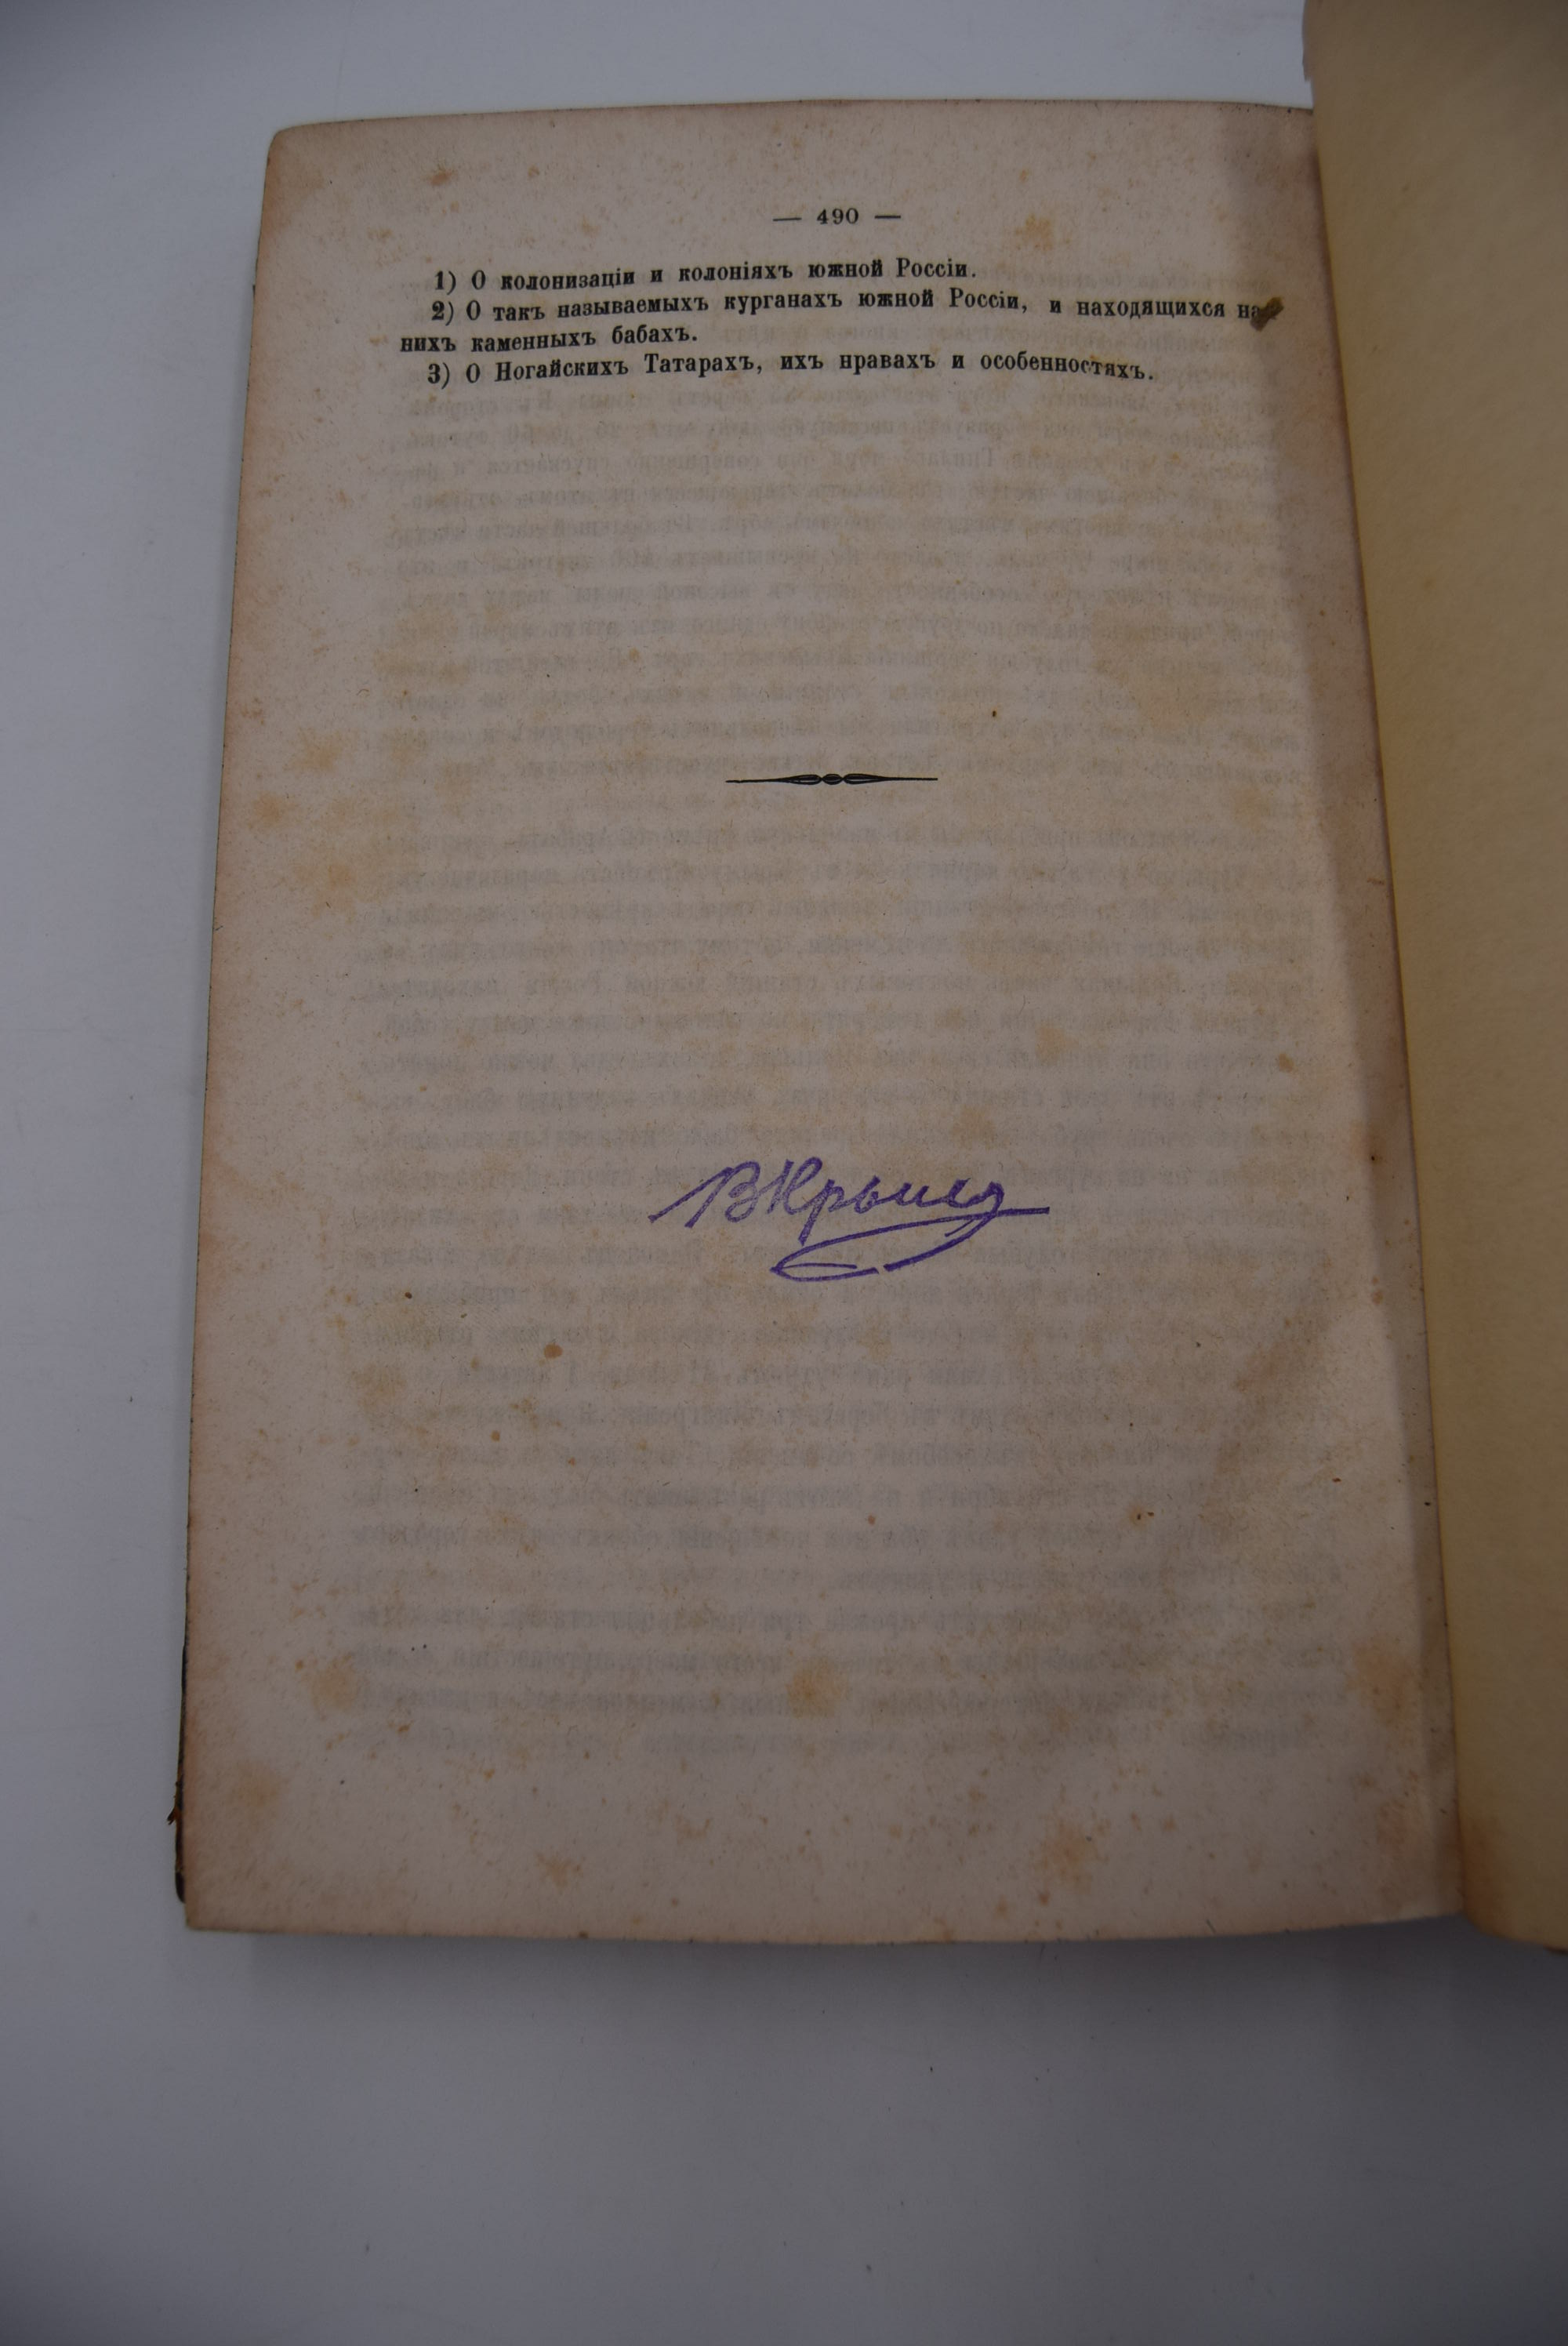 — 490 —
1) О колонизаціи и колоніяхъ южной Россіи.
2) О такъ называемыхъ курганахъ южной Россіи, и находящихся на
нихъ каменныхъ бабахъ.
3) О Ногайскихъ Татарахъ, ихъ нравахъ и особенностяхъ.